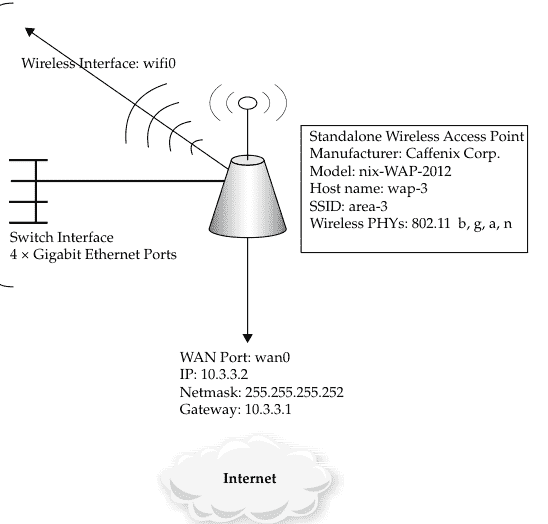 Wireless Interface: wifi0
Standalone Wireless Access Point
Manufacturer: Caffenix Corp.
Model: nix-WAP-2012
Host name: wap-3
SSID: area-3
Wireless PHYs: 802.11 b, g, a, n
Switch Interface
4 × Gigabit Ethernet Ports
WAN Port: wan0
IP: 10.3.3.2
Netmask: 255.255.255.252
Gateway: 10.3.3.1
Internet